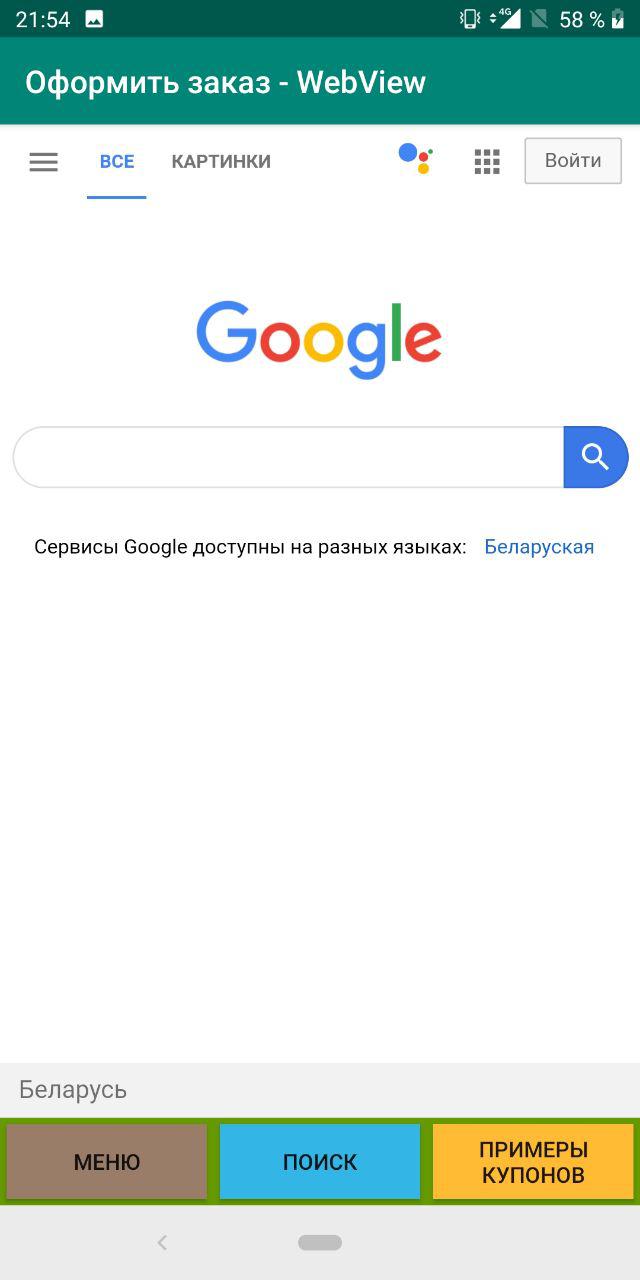 21:54
4G
58 %
Оформить заказ - WebView
ВСЕ
КАРТИНКИ
Войти
Google
Сервисы Google доступны на разных языках: Беларуская
Беларусь
МЕНЮ
ПОИСК
ПРИМЕРЫ
КУПОНОВ